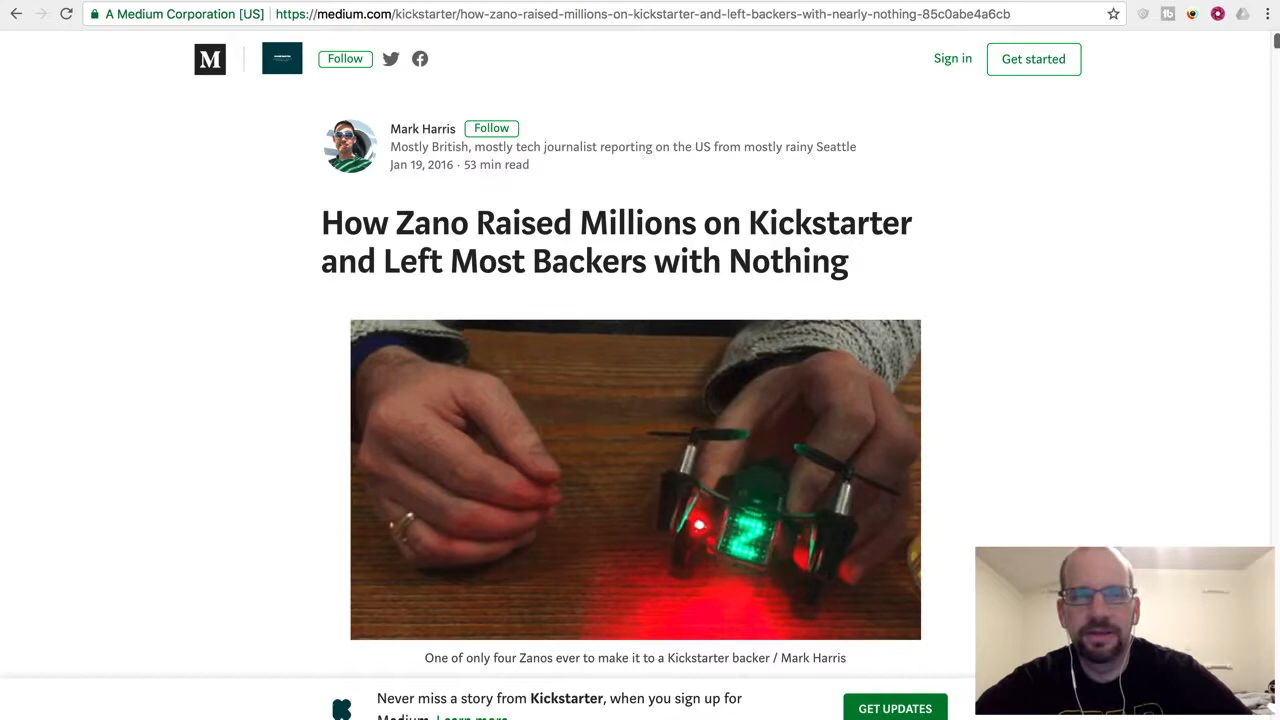 A Medium Corporation [US]
https://medium.com/kickstarter/how-zano-raised-millions-on-kickstarter-and-left-backers-with-nearly-nothing-85c0abe4a6cb
M
Follow
Sign in
Get started
Mark Harris
Follow
Mostly British, mostly tech journalist reporting on the US from mostly rainy Seattle
Jan 19, 2016 · 53 min read
How Zano Raised Millions on Kickstarter
and Left Most Backers with Nothing
Z
One of only four Zanos ever to make it to a Kickstarter backer / Mark Harris
Never miss a story from Kickstarter, when you sign up for
Medium. Learn more
GET UPDATES